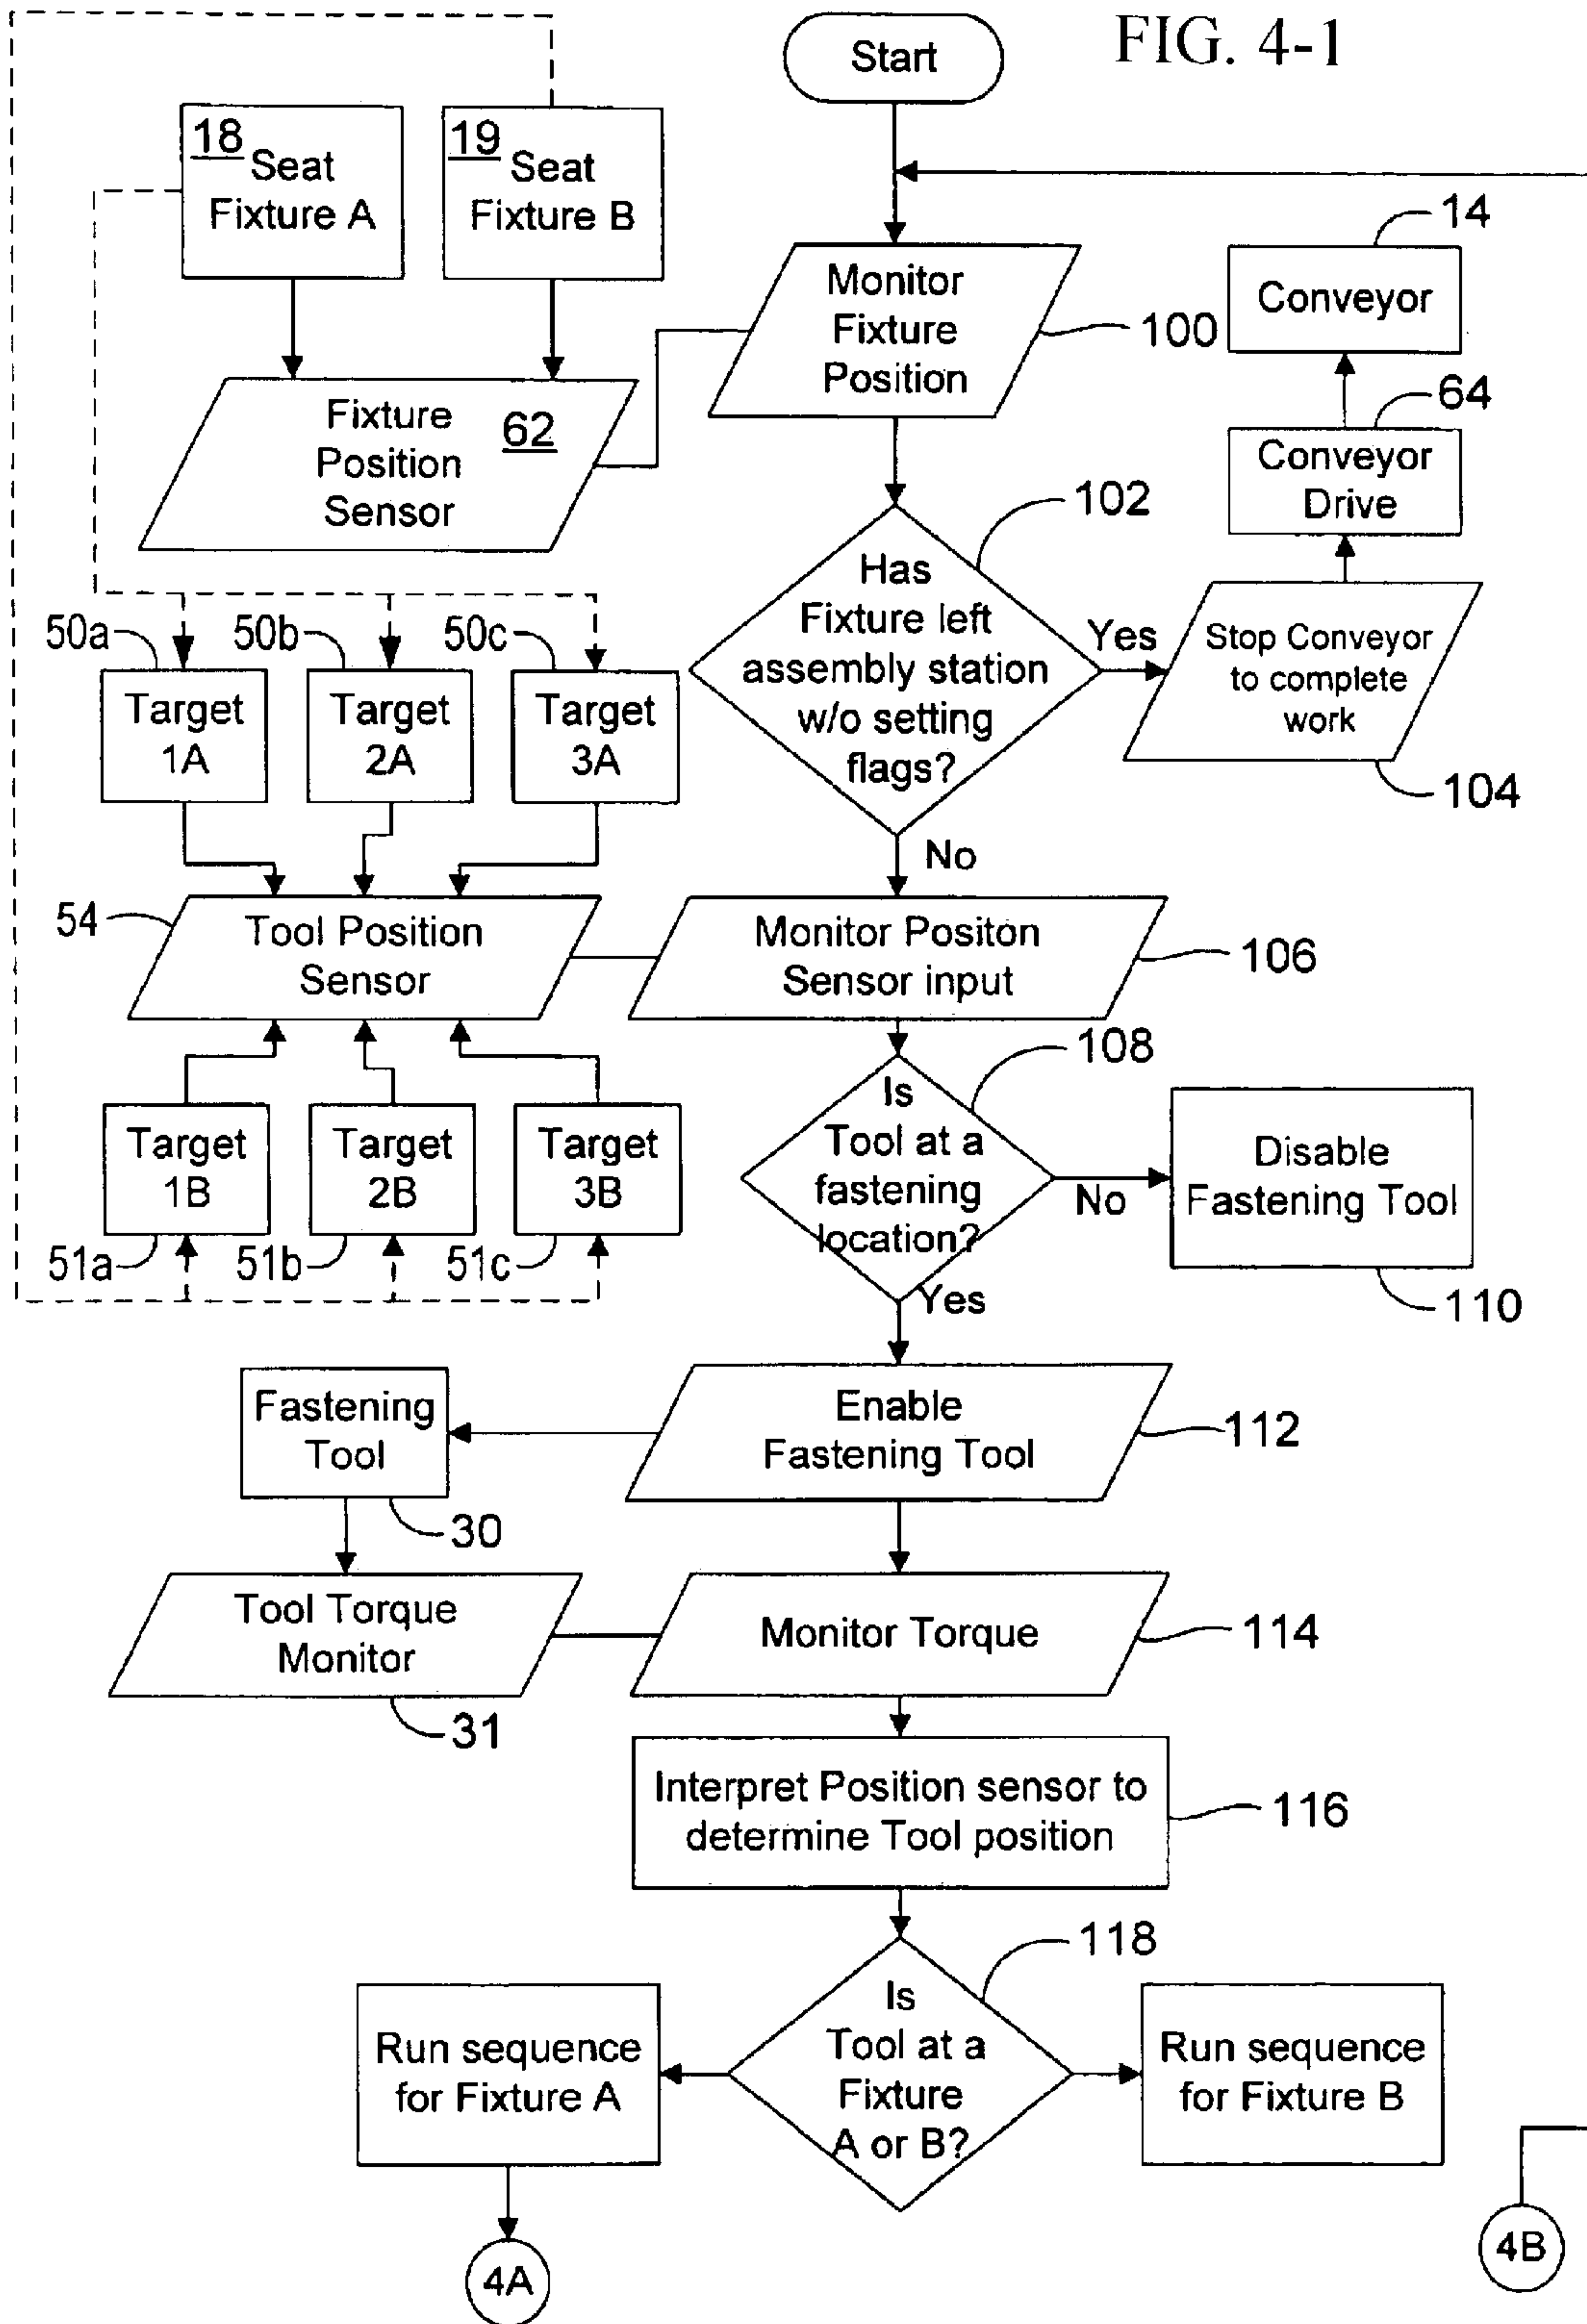 FIG. 4-1
Start
18
Seat
Fixture A
19
Seat
Fixture B
14
Conveyor
Monitor
Fixture
Position
100
64
Conveyor
Drive
Fixture
Position
Sensor
62
102
Has
Fixture left
assembly station
w/o setting
flags?
Yes
Stop Conveyor
to complete
work
104
No
50a
50b
50c
Target
1A
Target
2A
Target
3A
54
Tool Position
Sensor
Monitor Positon
Sensor input
106
108
Is
Tool at a
fastening
location?
No
Disable
Fastening Tool
110
Yes
Target
1B
Target
2B
Target
3B
51a
51b
51c
Fastening
Tool
30
Enable
Fastening Tool
112
Tool Torque
Monitor
31
Monitor Torque
114
Interpret Position sensor to
determine Tool position
116
118
Is
Tool at a
Fixture
A or B?
Run sequence
for Fixture A
Run sequence
for Fixture B
4A
4B